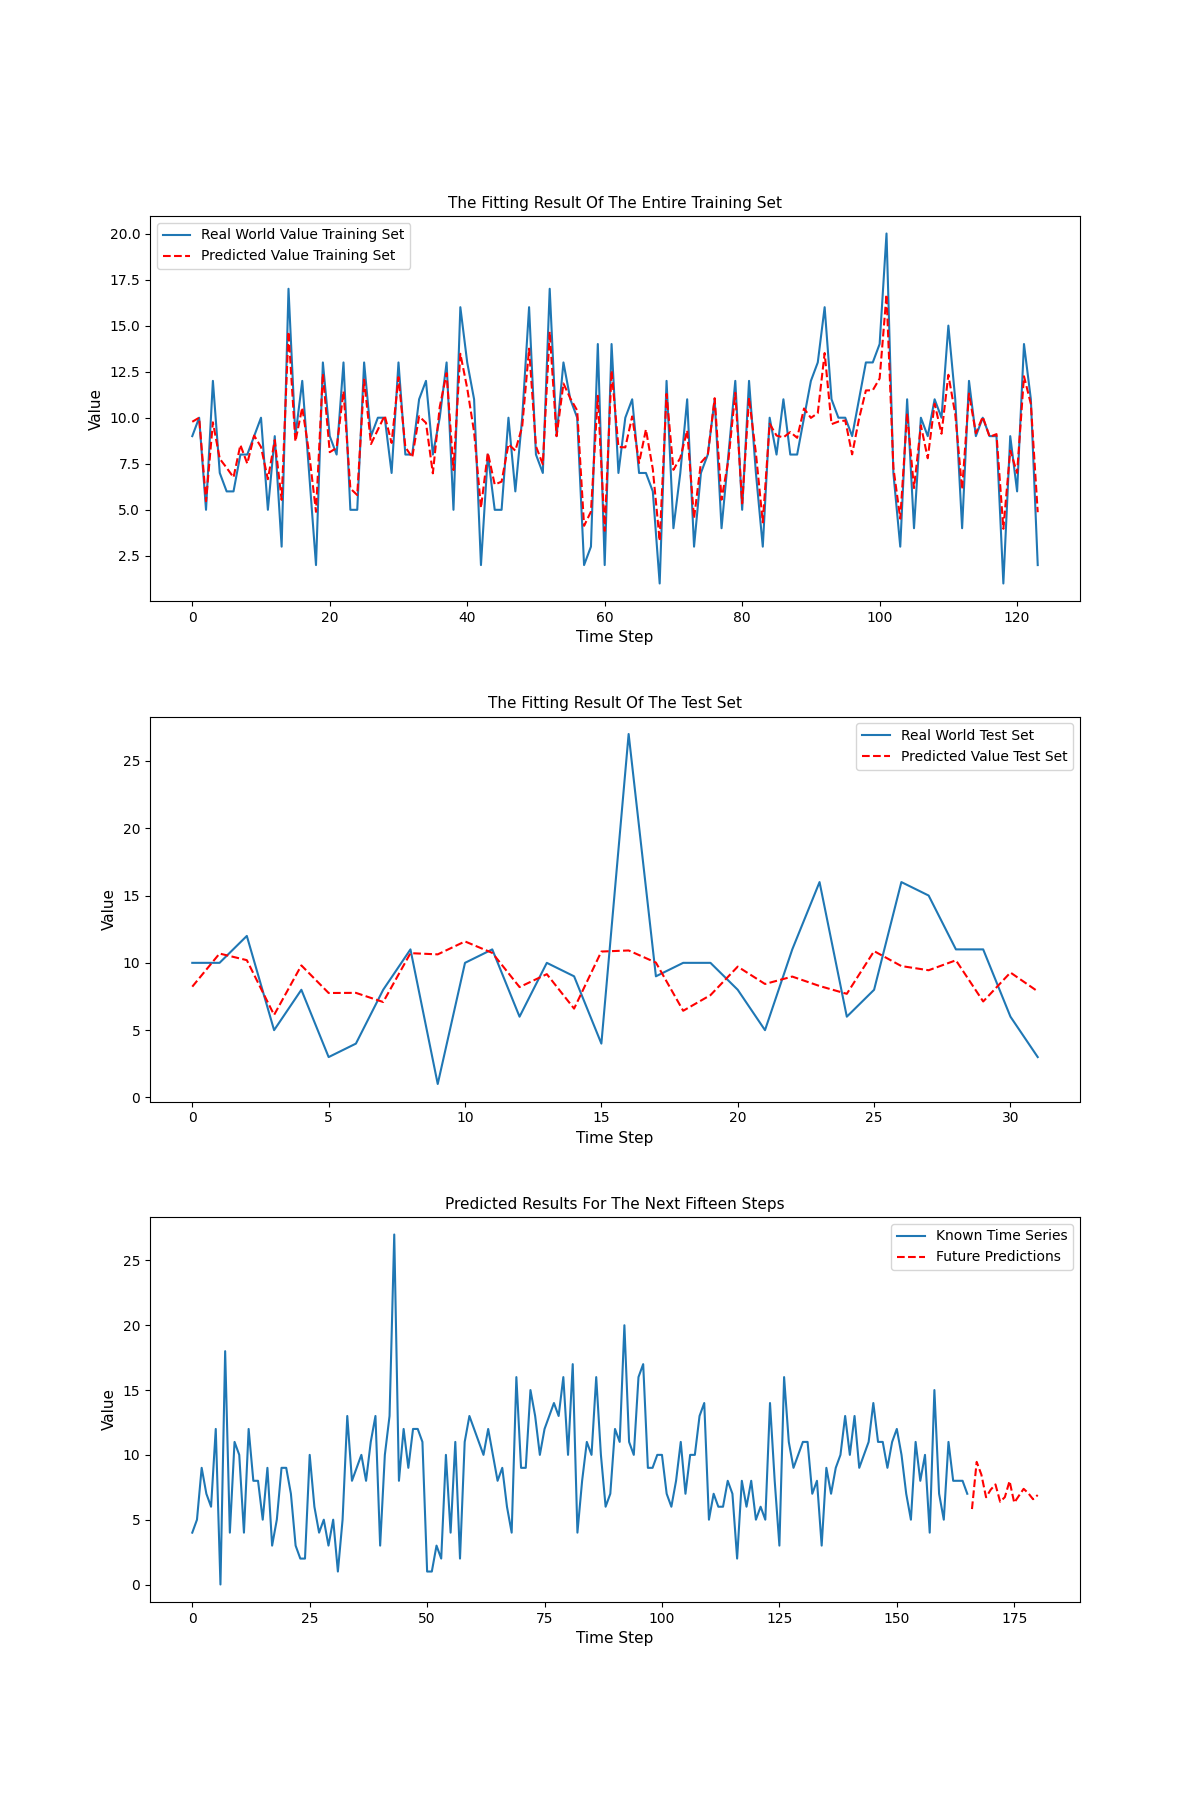 The Fitting Result Of The Entire Training Set
Real World Value Training Set
Predicted Value Training Set
20.0
17.5
15.0
12.5
10.0
7.5
5.0
2.5
Value
0 20 40 60 80 100 120
Time Step
The Fitting Result Of The Test Set
Real World Test Set
Predicted Value Test Set
25
20
15
10
5
0
Value
0 5 10 15 20 25 30
Time Step
Predicted Results For The Next Fifteen Steps
Known Time Series
Future Predictions
25
20
15
10
5
0
Value
0 25 50 75 100 125 150 175
Time Step